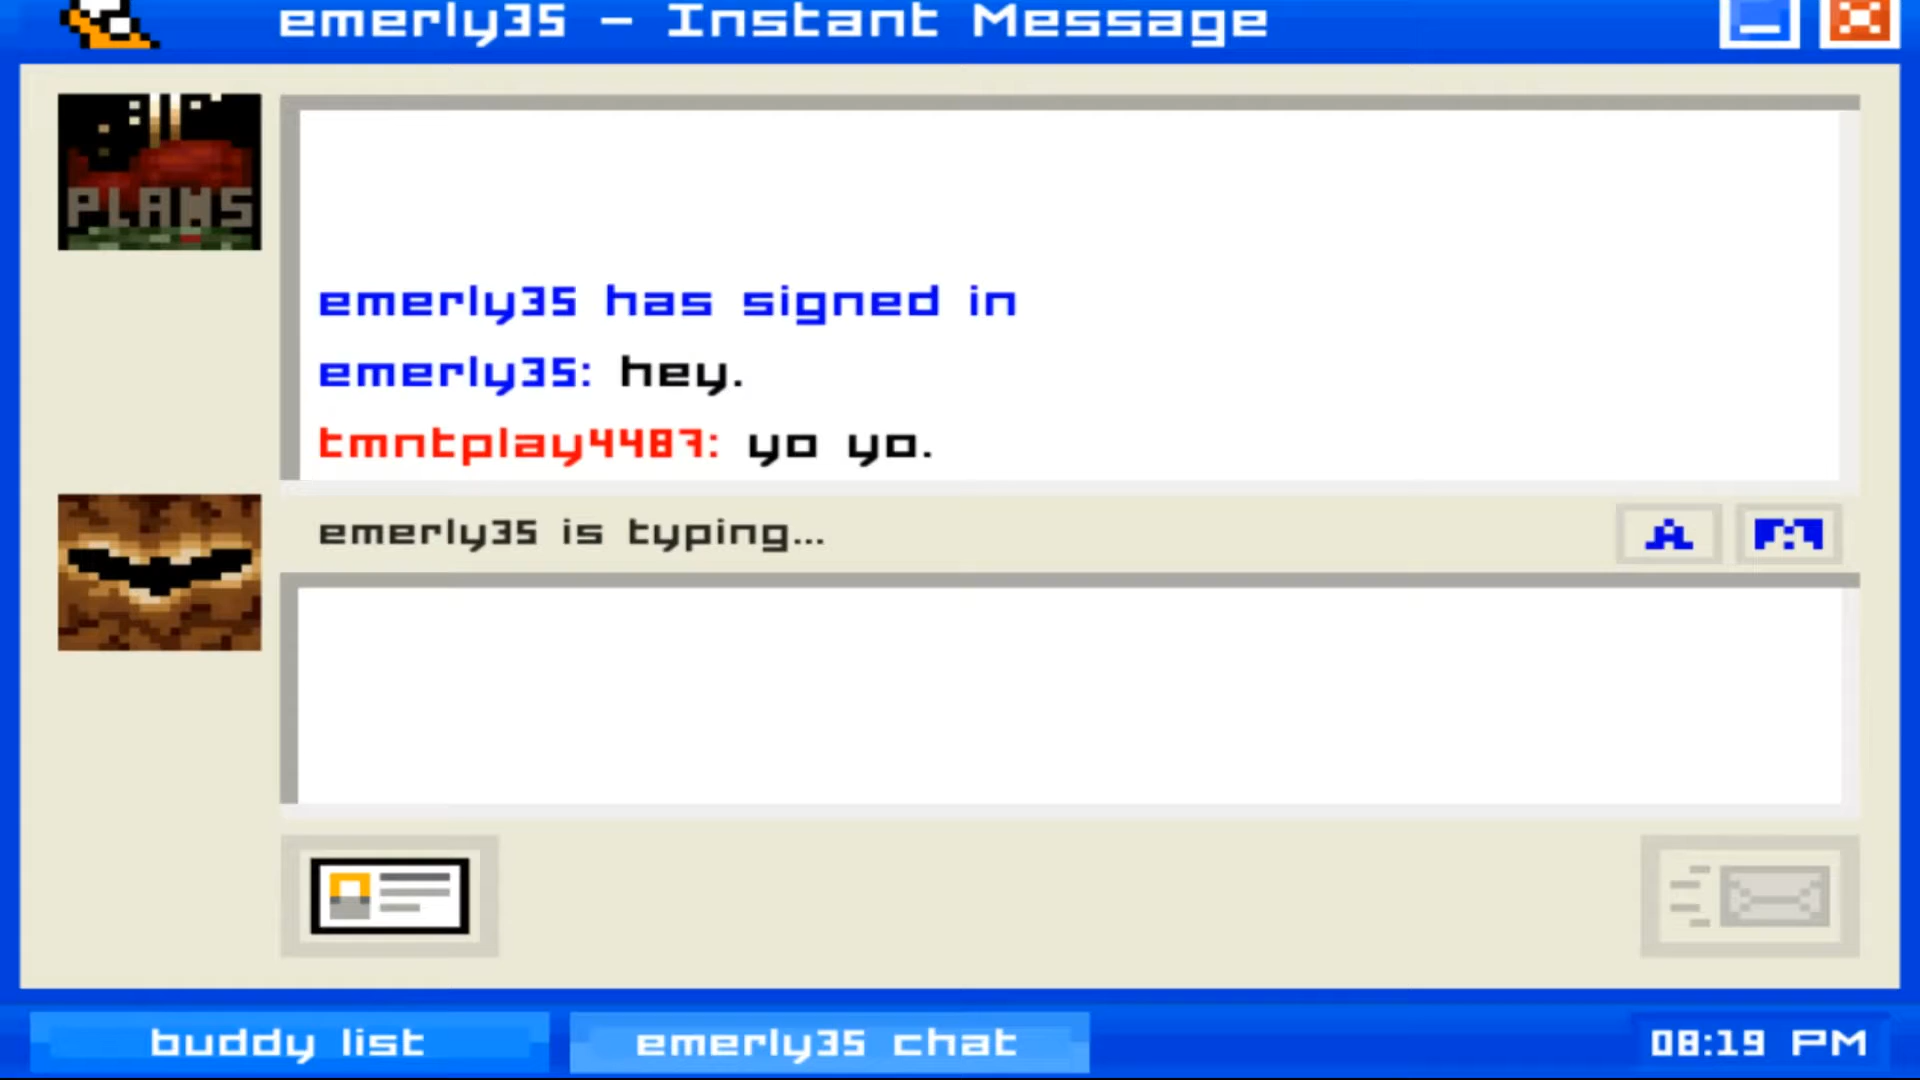 emerly35 - Instant Message
PLANS
emerly35 has signed in
emerly35: hey.
tmntplay4487: yo yo.
emerly35 is typing...
A
buddy list
emerly35 chat
08:19 PM